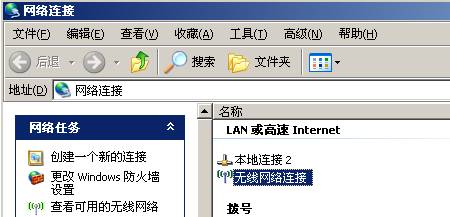 网络连接
文件(F) 编辑(E) 查看(V) 收藏(A) 工具(T) 高级(N) 帮助(H)
后退 搜索 文件夹
地址(D) 网络连接
网络任务
创建一个新的连接
更改 Windows 防火墙
设置
查看可用的无线网络
名称
LAN 或高速 Internet
本地连接 2
无线网络连接
拨号